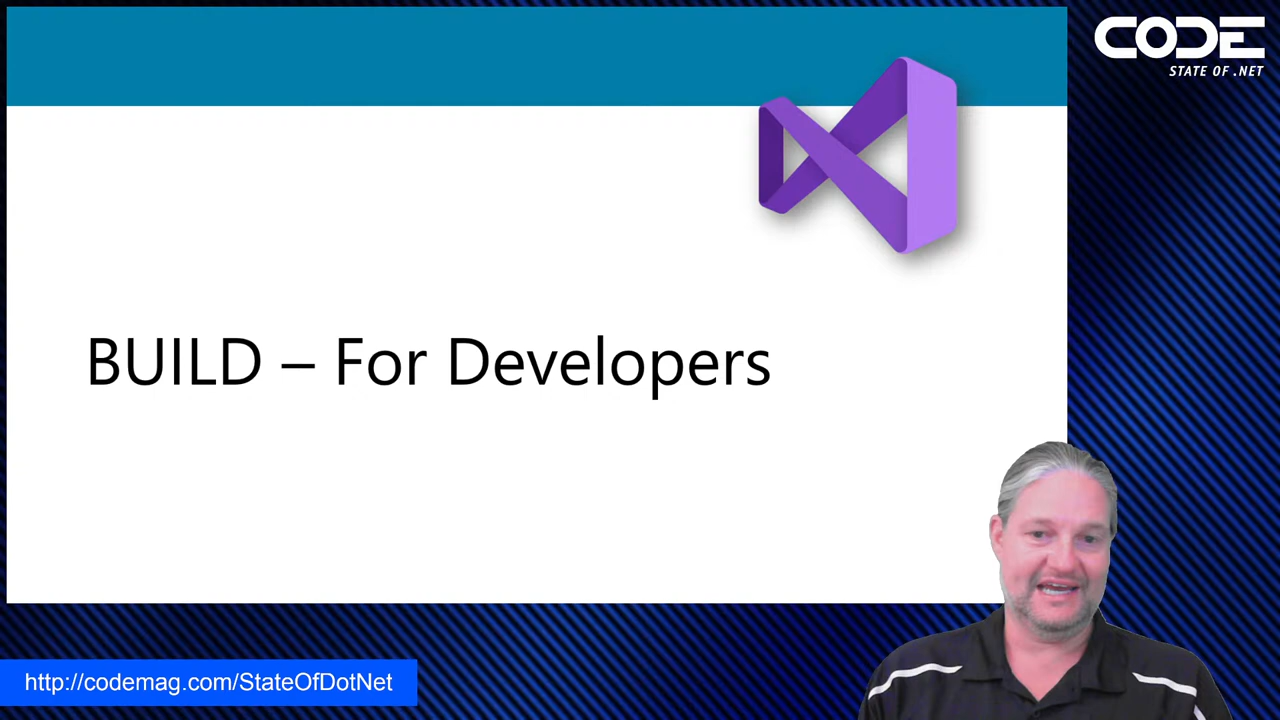 CODE
STATE OF .NET
BUILD – For Developers
http://codemag.com/StateOfDotNet